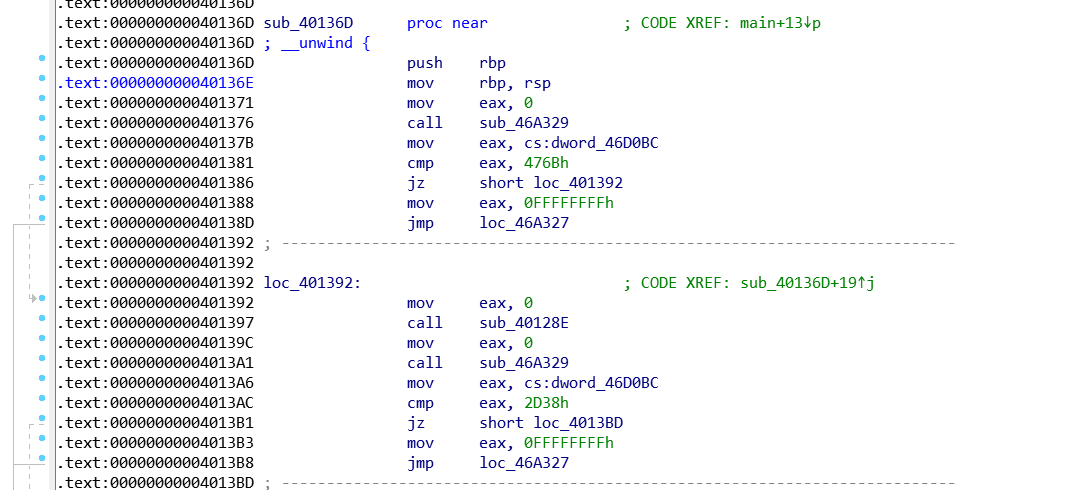 .text:000000000040136D
.text:000000000040136D sub_40136D proc near ; CODE XREF: main+13↓p
.text:000000000040136D ; __unwind {
.text:000000000040136D push rbp
.text:000000000040136E mov rbp, rsp
.text:0000000000401371 mov eax, 0
.text:0000000000401376 call sub_46A329
.text:000000000040137B mov eax, cs:dword_46D0BC
.text:0000000000401381 cmp eax, 476Bh
.text:0000000000401386 jz short loc_401392
.text:0000000000401388 mov eax, 0FFFFFFFFh
.text:000000000040138D jmp loc_46A327
.text:0000000000401392 ; ---------------------------------------------------------------------------
.text:0000000000401392
.text:0000000000401392 loc_401392: ; CODE XREF: sub_40136D+19↑j
.text:0000000000401392 mov eax, 0
.text:0000000000401397 call sub_40128E
.text:000000000040139C mov eax, 0
.text:00000000004013A1 call sub_46A329
.text:00000000004013A6 mov eax, cs:dword_46D0BC
.text:00000000004013AC cmp eax, 2D38h
.text:00000000004013B1 jz short loc_4013BD
.text:00000000004013B3 mov eax, 0FFFFFFFFh
.text:00000000004013B8 jmp loc_46A327
.text:00000000004013BD ; ---------------------------------------------------------------------------